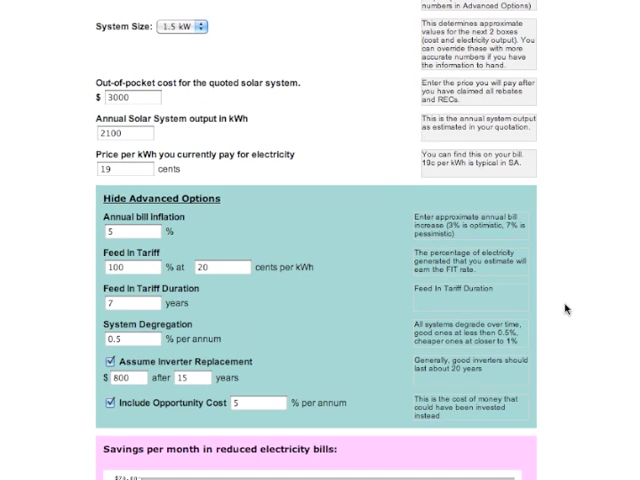 numbers in Advanced Options)
System Size: 1.5 kW
This determines approximate
values for the next 2 boxes
(cost and electricity output). You
can override these with more
accurate numbers if you have
the information to hand.
Out-of-pocket cost for the quoted solar system.
$ 3000
Enter the price you will pay after
you have claimed all rebates
and RECs.
Annual Solar System output in kWh
2100
This is the annual system output
as estimated in your quotation.
Price per kWh you currently pay for electricity
19 cents
You can find this on your bill.
19c per kWh is typical in SA.
Hide Advanced Options
Annual bill inflation
5 %
Enter approximate annual bill
increase (3% is optimistic, 7% is
pessimistic)
Feed In Tariff
100 % at 20 cents per kWh
The percentage of electricity
generated that you estimate will
earn the FIT rate.
Feed In Tariff Duration
7 years
Feed In Tariff Duration
System Degregation
0.5 % per annum
All systems degrade over time,
good ones at less then 0.5%,
cheaper ones at closer to 1%
Assume Inverter Replacement
$ 800 after 15 years
Generally, good inverters should
last about 20 years
Include Opportunity Cost 5 % per annum
This is the cost of money that
could have been invested
instead
Savings per month in reduced electricity bills: